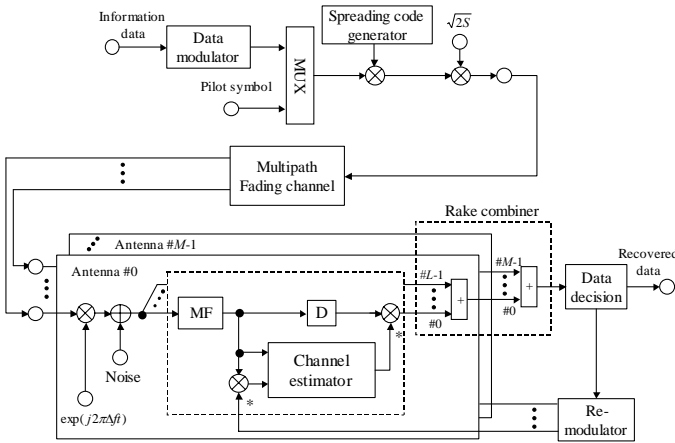 Information
data
Data
modulator
Pilot symbol
MUX
Spreading code
generator
√2S
Multipath
Fading channel
Rake combiner
Antenna #M-1
Antenna #0
#L-1
#M-1
Recovered
data
MF
D
+
+
Data
decision
#0
#0
*
Channel
estimator
Noise
*
exp(j2πΔft)
Re-
modulator